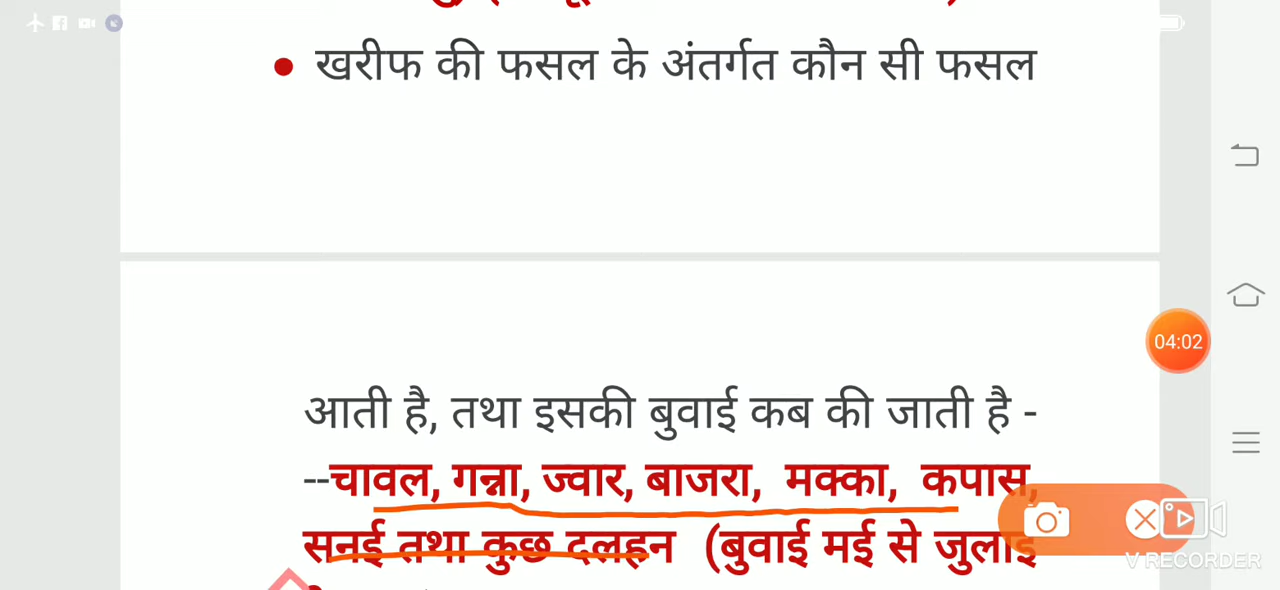 ● खरीफ की फसल के अंतर्गत कौन सी फसल
आती है, तथा इसकी बुवाई कब की जाती है -
--चावल, गन्ना, ज्वार, बाजरा, मक्का, कपास,
सनई तथा कुछ दलहन (बुवाई मई से जुलाई
04:02
V RECORDER